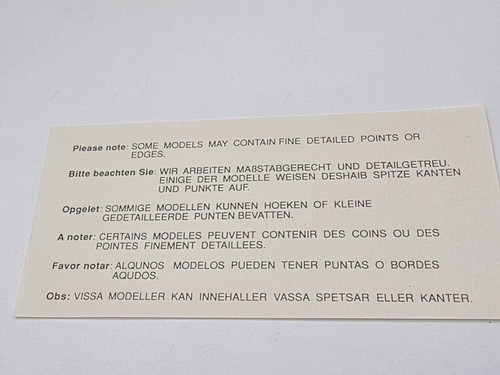 Please note: SOME MODELS MAY CONTAIN FINE DETAILED POINTS OR
EDGES.
Bitte beachten Sie: WIR ARBEITEN MAßSTABGERECHT UND DETAILGETREU.
EINIGE DER MODELLE WEISEN DESHAIB SPITZE KANTEN
UND PUNKTE AUF.
Opgelet: SOMMIGE MODELLEN KUNNEN HOEKEN OF KLEINE
GEDETAILLEERDE PUNTEN BEVATTEN.
A noter: CERTAINS MODELES PEUVENT CONTENIR DES COINS OU DES
POINTES FINEMENT DETAILLEES.
Favor notar: ALQUNOS MODELOS PUEDEN TENER PUNTAS O BORDES
AQUDOS.
Obs: VISSA MODELLER KAN INNEHALLER VASSA SPETSAR ELLER KANTER.